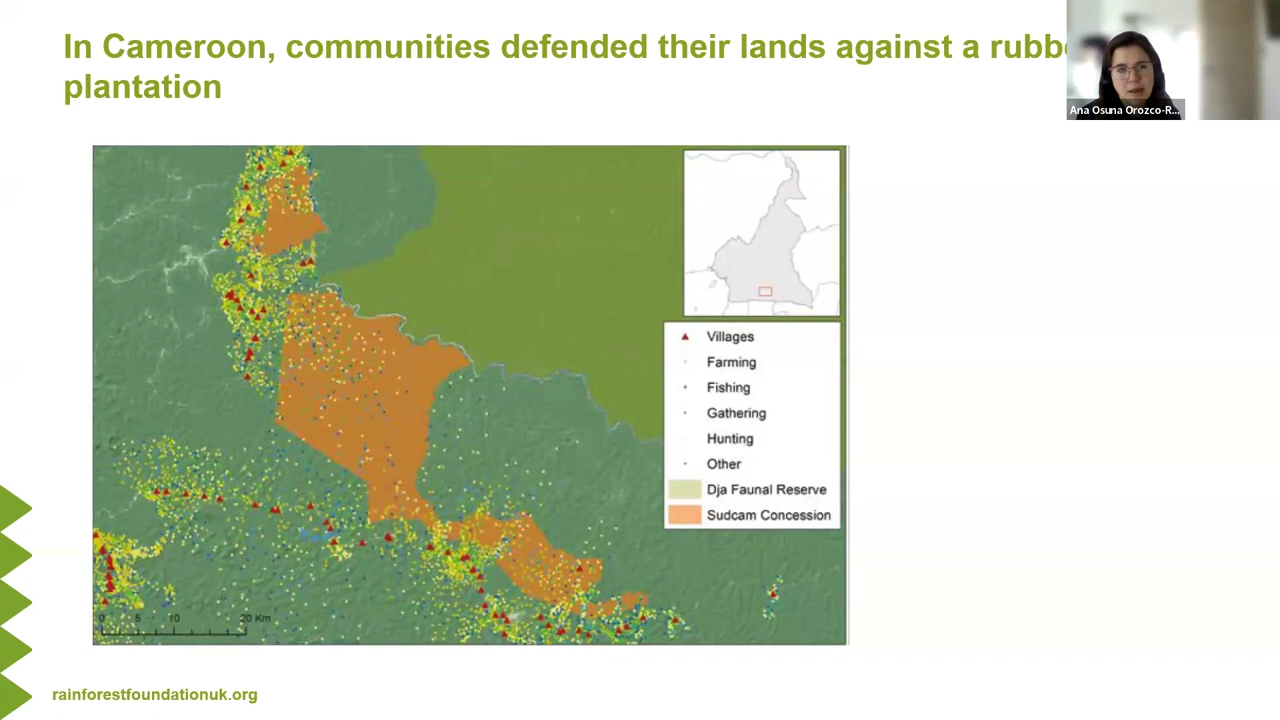 In Cameroon, communities defended their lands against a rubbe
plantation
Ana Osuna Orozco-R...
Villages
Farming
Fishing
Gathering
Hunting
Other
Dja Faunal Reserve
Sudcam Concession
0 5 10 20 Km
rainforestfoundationuk.org